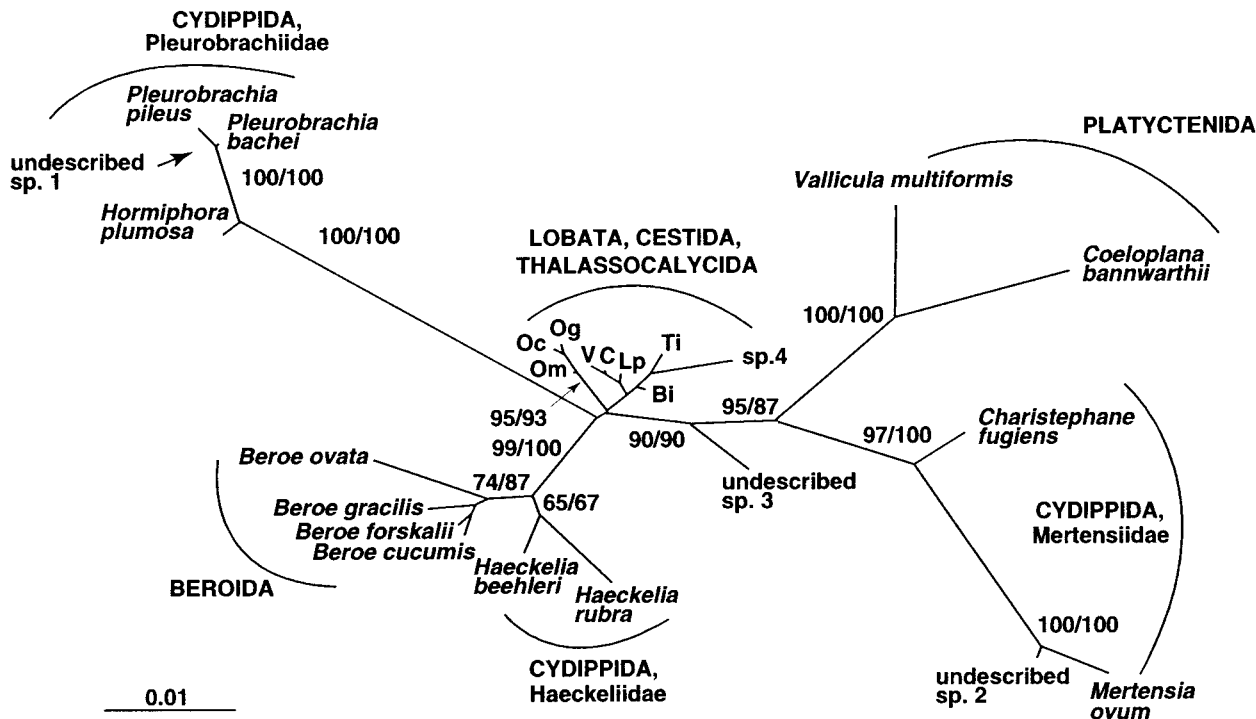 CYDIPPIDA,
Pleurobrachiidae
Pleurobrachia
pileus
Pleurobrachia
bachei
undescribed
sp. 1
100/100
Hormiphora
plumosa
100/100
LOBATA, CESTIDA,
THALASSOCALYCIDA
Og
Oc
Om
V
C
Lp
Ti
Bi
sp.4
PLATYCTENIDA
Vallicula multiformis
Coeloplana
bannwarthii
100/100
95/93
99/100
90/90
95/87
97/100
Charistephane
fugiens
undescribed
sp. 3
CYDIPPIDA,
Mertensiidae
100/100
undescribed
sp. 2
Mertensia
ovum
Beroe ovata
74/87
65/67
Beroe gracilis
Beroe forskalii
Beroe cucumis
BEROIDA
Haeckelia
beehleri
Haeckelia
rubra
CYDIPPIDA,
Haeckeliidae
0.01